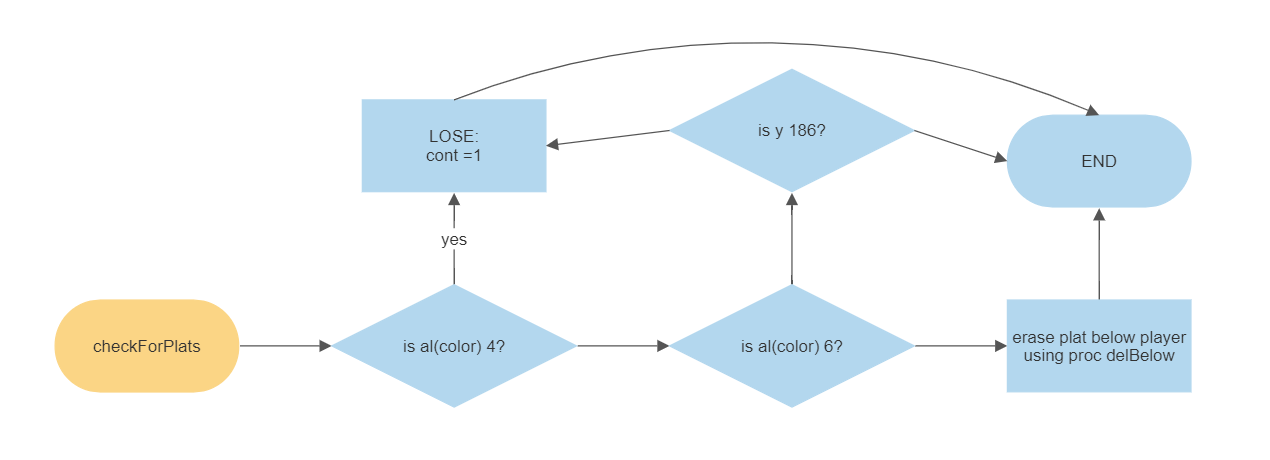 LOSE:
cont =1
is y 186?
END
yes
checkForPlats
is al(color) 4?
is al(color) 6?
erase plat below player
using proc delBelow